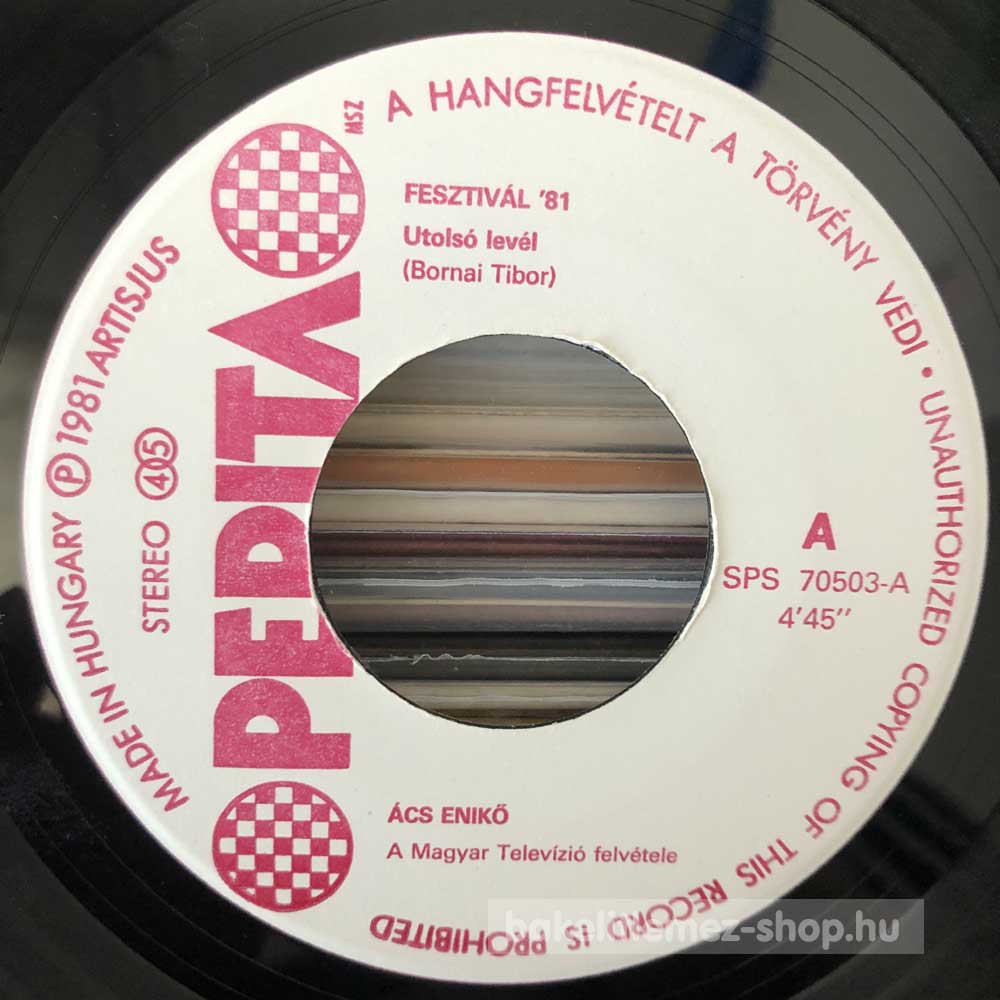 A HANGFELVÉTELT A TÖRVÉNY VÉDI • UNAUTHORIZED COPYING OF THIS RECORD IS PROHIBITED
MADE IN HUNGARY Ⓟ 1981 ARTISJUS
STEREO 45
PEPITA
MSZ
FESZTIVÁL '81
Utolsó levél
(Bornai Tibor)
A
SPS 70503-A
4'45''
ÁCS ENIKŐ
A Magyar Televízió felvétele
bakelitlemez-shop.hu